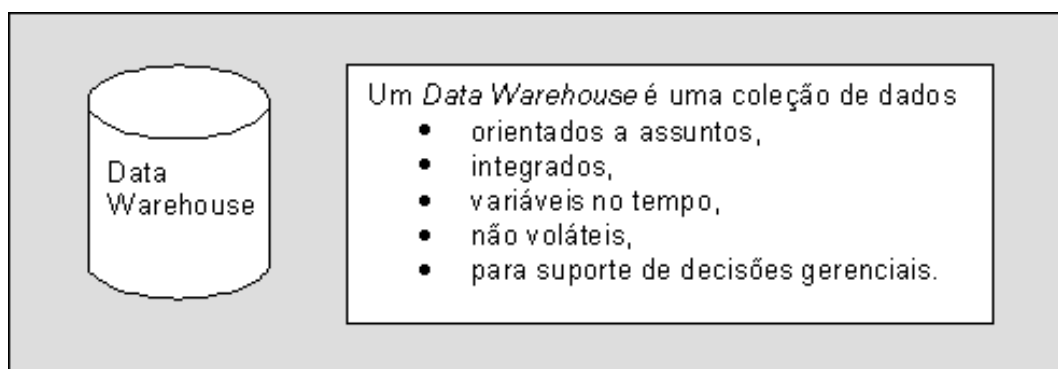 Data
Warehouse
Um Data Warehouse é uma coleção de dados
• orientados a assuntos,
• integrados,
• variáveis no tempo,
• não voláteis,
• para suporte de decisões gerenciais.